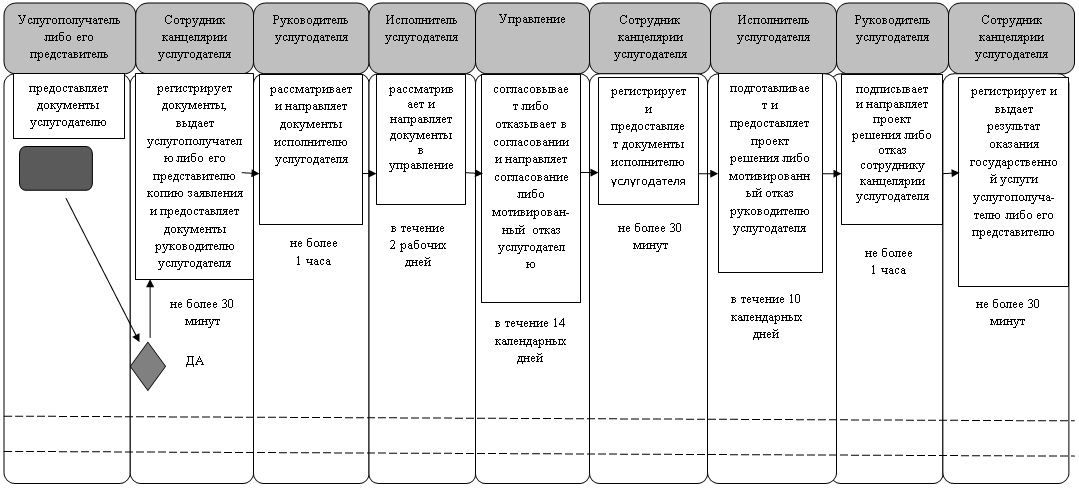 Услугополучатель
либо его
представитель
Сотрудник
канцелярии
услугодателя
Руководитель
услугодателя
Исполнитель
услугодателя
Управление
Сотрудник
канцелярии
услугодателя
Исполнитель
услугодателя
Руководитель
услугодателя
Сотрудник
канцелярии
услугодателя
предоставляет
документы
услугодателю
регистрирует
документы,
выдает
услугополучател
ю либо его
представителю
копию заявления
и предоставляет
документы
руководителю
услугодателя
не более 30
минут
ДА
рассматривает
и направляет
документы
исполнителю
услугодателя
не более
1 часа
рассматрив
ает и
направляет
документы
в
управление
в течение
2 рабочих
дней
согласовывае
т либо
отказывает в
согласовании
и направляет
согласование
либо
мотивирован-
ный отказ
услугодател
ю
в течение 14
календарных
дней
регистрирует
и
предоставляе
т документы
исполнителю
услугодателя
не более 30
минут
подготавливае
т и
предоставляет
проект
решения либо
мотивирован
ный отказ
руководителю
услугодателя
в течение 10
календарных
дней
подписывает
и направляет
проект
решения либо
отказ
сотруднику
канцелярии
услугодателя
не более
1 часа
регистрирует и
выдает
результат
оказания
государственно
й услуги
услугополуча-
телю либо его
представителю
не более 30
минут